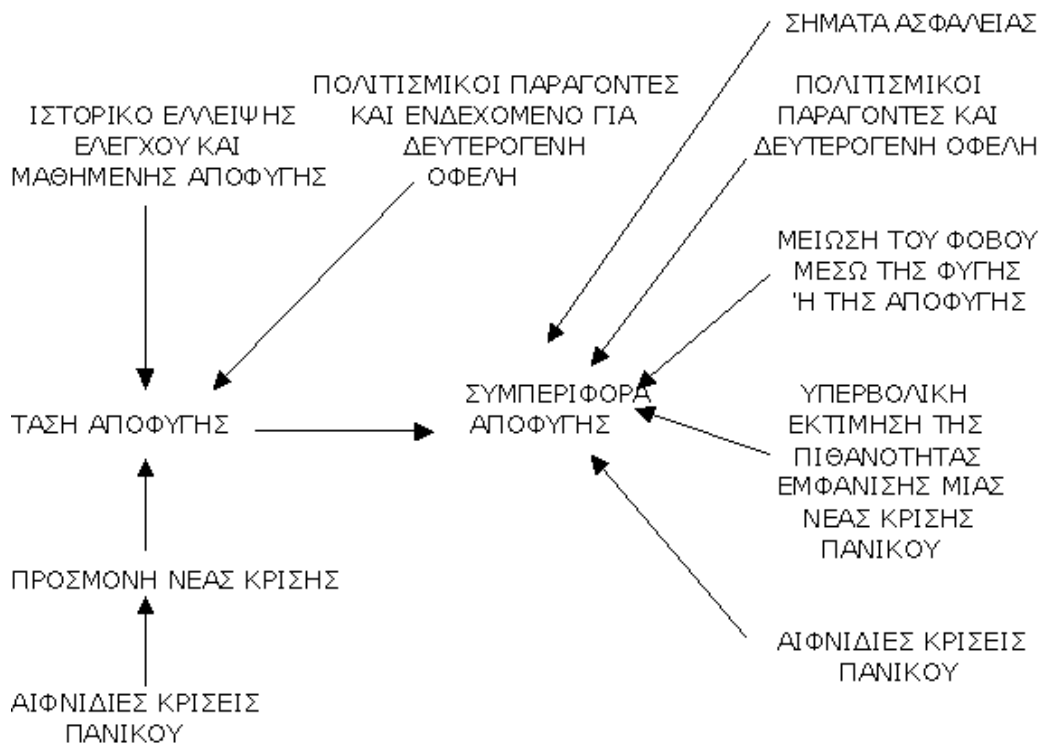 ΣΗΜΑΤΑ ΑΣΦΑΛΕΙΑΣ
ΙΣΤΟΡΙΚΟ ΕΛΛΕΙΨΗΣ
ΕΛΕΓΧΟΥ ΚΑΙ
ΜΑΘΗΜΕΝΗΣ ΑΠΟΦΥΓΗΣ
ΠΟΛΙΤΙΣΜΙΚΟΙ ΠΑΡΑΓΟΝΤΕΣ
ΚΑΙ ΕΝΔΕΧΟΜΕΝΟ ΓΙΑ
ΔΕΥΤΕΡΟΓΕΝΗ
ΟΦΕΛΗ
ΠΟΛΙΤΙΣΜΙΚΟΙ
ΠΑΡΑΓΟΝΤΕΣ ΚΑΙ
ΔΕΥΤΕΡΟΓΕΝΗ ΟΦΕΛΗ
ΜΕΙΩΣΗ ΤΟΥ ΦΟΒΟΥ
ΜΕΣΩ ΤΗΣ ΦΥΓΗΣ
'Η ΤΗΣ ΑΠΟΦΥΓΗΣ
ΤΑΣΗ ΑΠΟΦΥΓΗΣ
ΣΥΜΠΕΡΙΦΟΡΑ
ΑΠΟΦΥΓΗΣ
ΥΠΕΡΒΟΛΙΚΗ
ΕΚΤΙΜΗΣΗ ΤΗΣ
ΠΙΘΑΝΟΤΗΤΑΣ
ΕΜΦΑΝΙΣΗΣ ΜΙΑΣ
ΝΕΑΣ ΚΡΙΣΗΣ
ΠΑΝΙΚΟΥ
ΠΡΟΣΜΟΝΗ ΝΕΑΣ ΚΡΙΣΗΣ
ΑΙΦΝΙΔΙΕΣ ΚΡΙΣΕΙΣ
ΠΑΝΙΚΟΥ
ΑΙΦΝΙΔΙΕΣ ΚΡΙΣΕΙΣ
ΠΑΝΙΚΟΥ